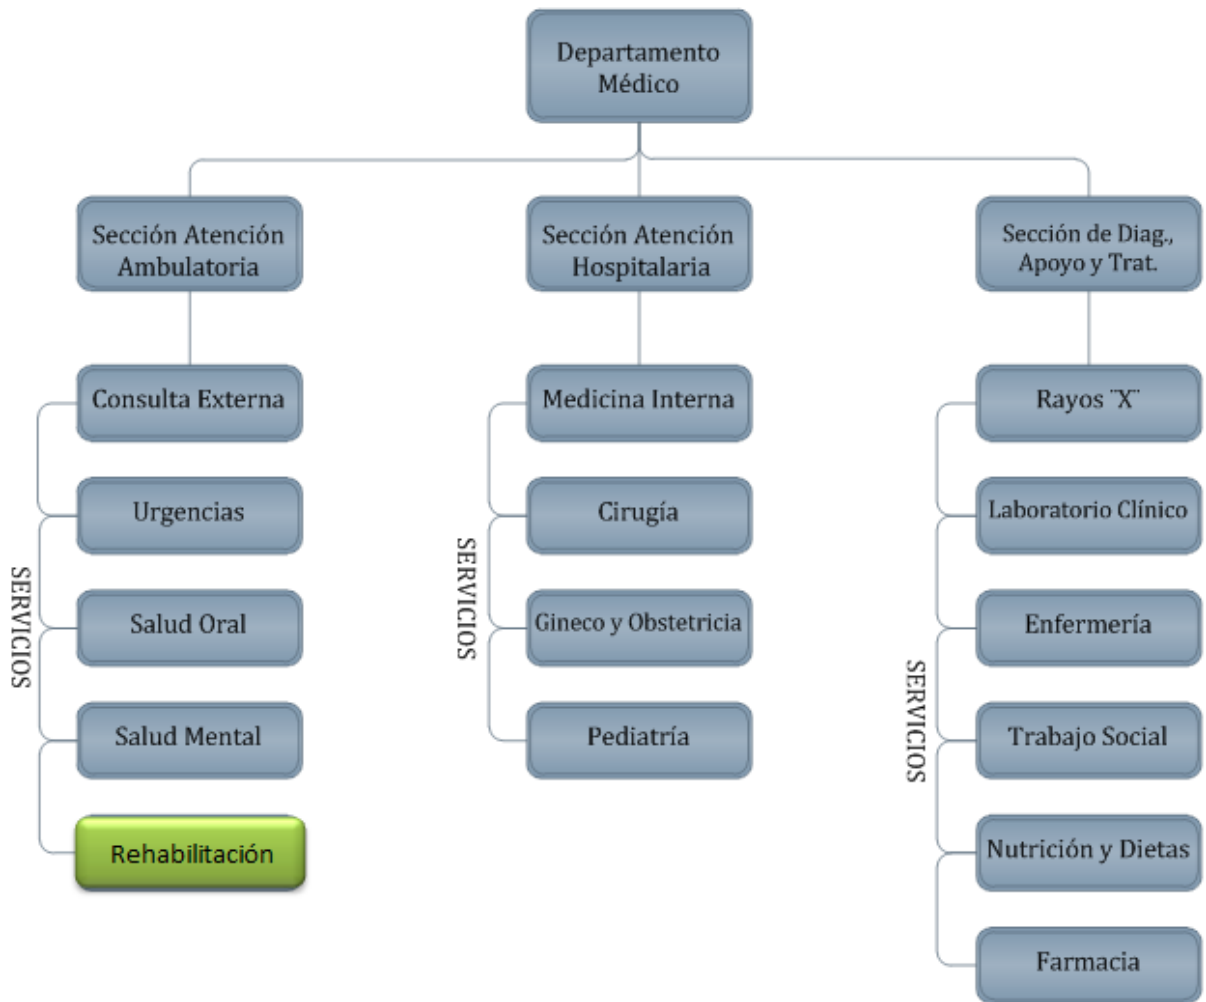 Departamento
Médico
Sección Atención
Ambulatoria
Consulta Externa
Urgencias
Salud Oral
Salud Mental
Rehabilitación
SERVICIOS
Sección Atención
Hospitalaria
Medicina Interna
Cirugía
Gineco y Obstetricia
Pediatría
SERVICIOS
Sección de Diag.,
Apoyo y Trat.
Rayos ¨X¨
Laboratorio Clínico
Enfermería
Trabajo Social
Nutrición y Dietas
Farmacia
SERVICIOS